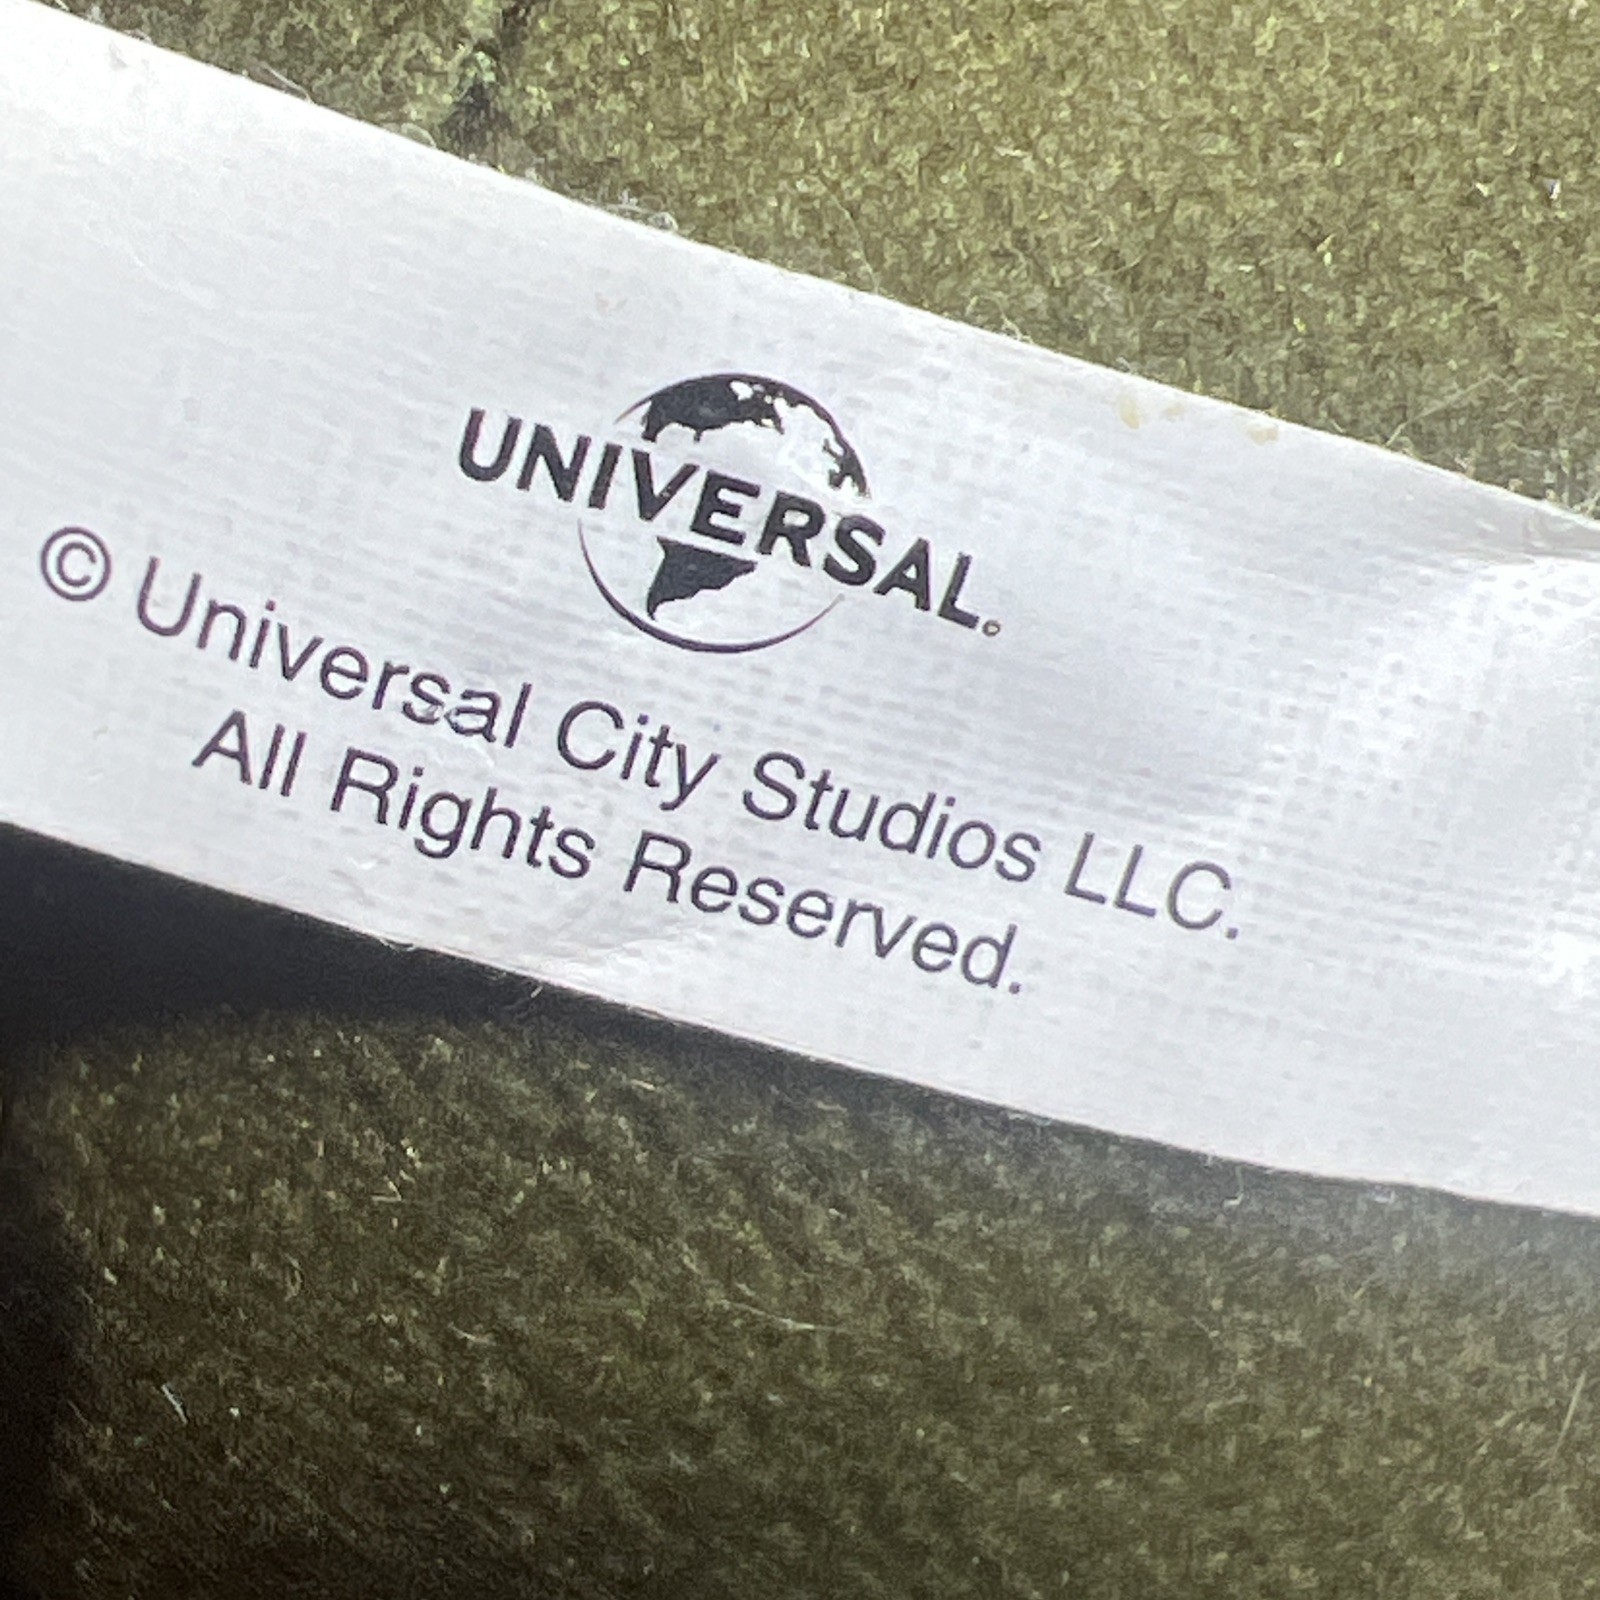 UNIVERSAL
© Universal City Studios LLC.
All Rights Reserved.